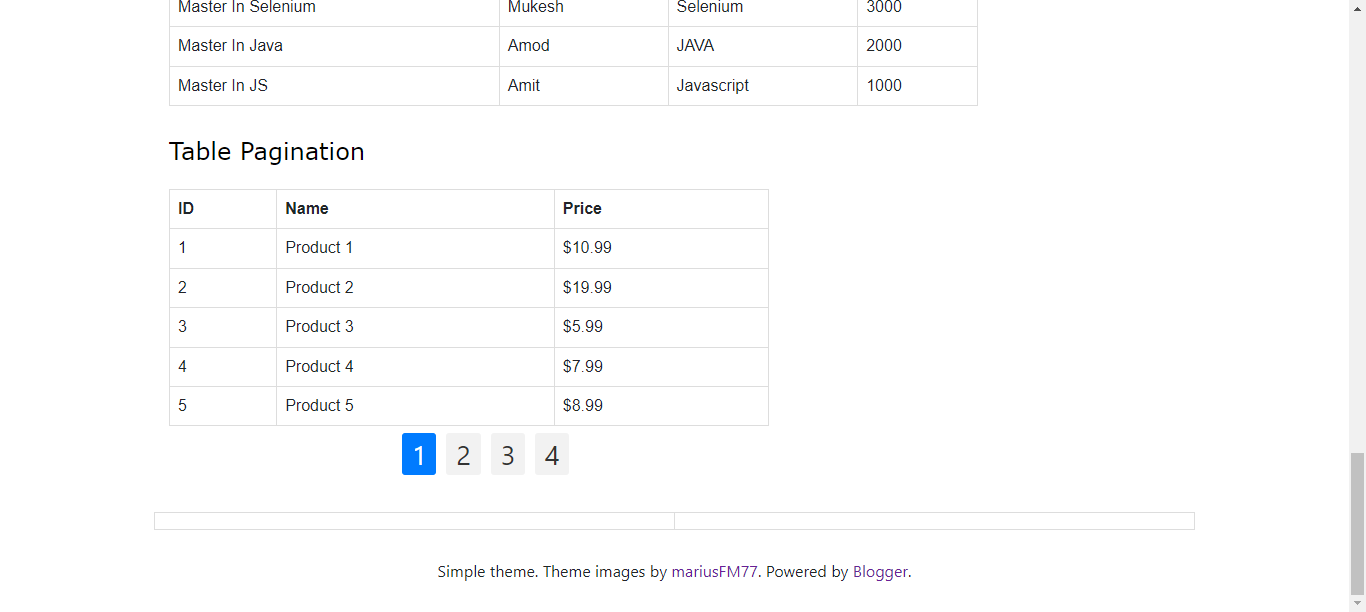 Master In Selenium Mukesh Selenium 3000
Master In Java Amod JAVA 2000
Master In JS Amit Javascript 1000
Table Pagination
ID Name Price
1 Product 1 $10.99
2 Product 2 $19.99
3 Product 3 $5.99
4 Product 4 $7.99
5 Product 5 $8.99
1 2 3 4
Simple theme. Theme images by mariusFM77. Powered by Blogger.